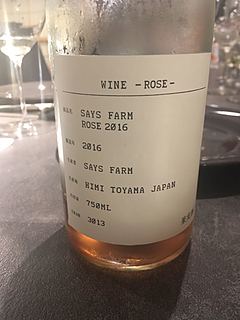 WINE -ROSE-
SAYS FARM
ROSE 2016
2016
SAYS FARM
HIMI TOYAMA JAPAN
750ML
3013